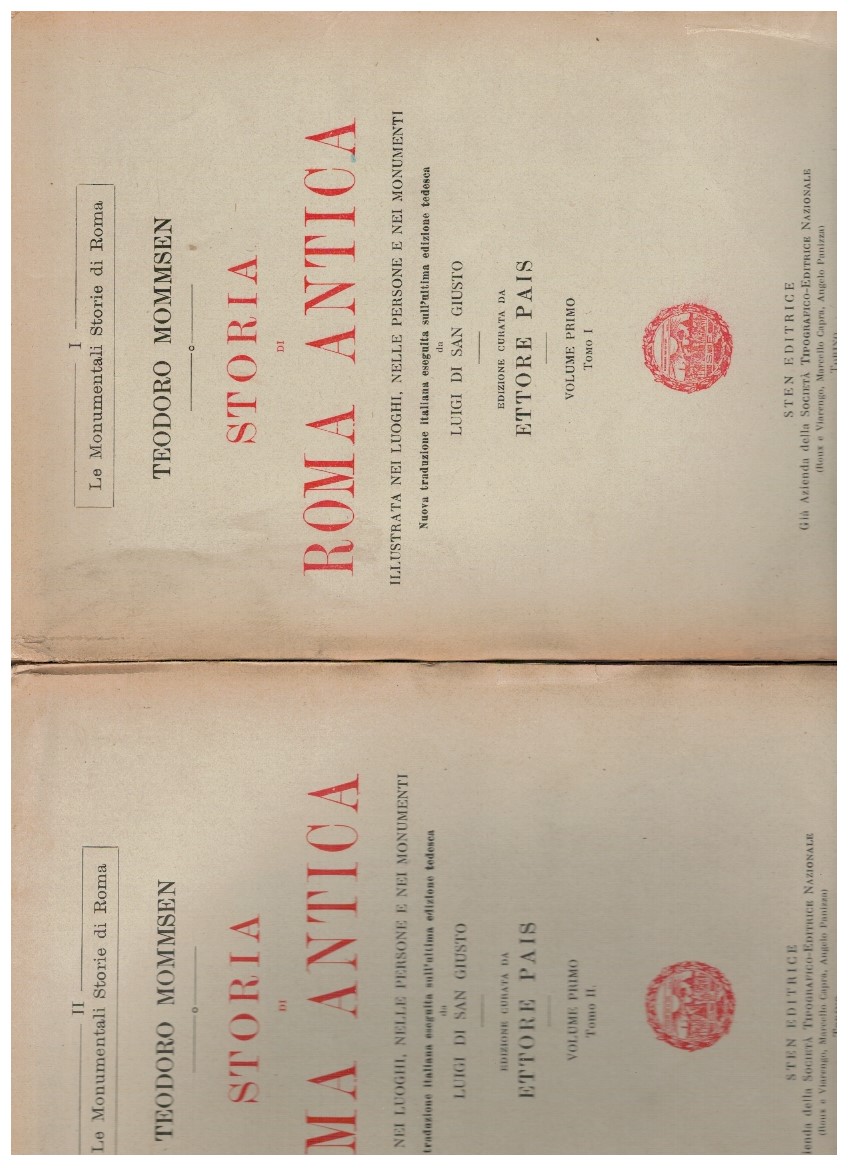 I
Le Monumentali Storie di Roma
TEODORO MOMMSEN
STORIA
DI
ROMA ANTICA
ILLUSTRATA NEI LUOGHI, NELLE PERSONE E NEI MONUMENTI
Nuova traduzione italiana eseguita sull'ultima edizione tedesca
da
LUIGI DI SAN GIUSTO
EDIZIONE CURATA DA
ETTORE PAIS
VOLUME PRIMO
TOMO I
STEN EDITRICE
Già Azienda della SOCIETÀ TIPOGRAFICO-EDITRICE NAZIONALE
(Roux e Viarengo, Marcello Capra, Angelo Panizza)
TORINO
II
Le Monumentali Storie di Roma
TEODORO MOMMSEN
STORIA
DI
MA ANTICA
NEI LUOGHI, NELLE PERSONE E NEI MONUMENTI
traduzione italiana eseguita sull'ultima edizione tedesca
da
LUIGI DI SAN GIUSTO
EDIZIONE CURATA DA
ETTORE PAIS
VOLUME PRIMO
TOMO II.
STEN EDITRICE
ienda della SOCIETÀ TIPOGRAFICO-EDITRICE NAZIONALE
(Roux e Viarengo, Marcello Capra, Angelo Panizza)